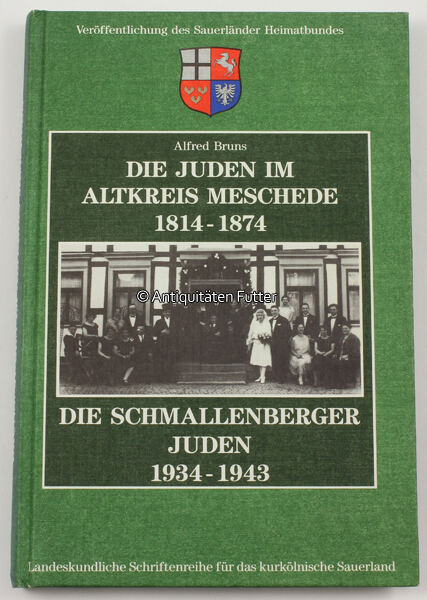 Veröffentlichung des Sauerländer Heimatbundes
Alfred Bruns
DIE JUDEN IM
ALTKREIS MESCHEDE
1814-1874
© Antiquitäten Futter
DIE SCHMALLENBERGER
JUDEN
1934-1943
Landeskundliche Schriftenreihe für das kurkölnische Sauerland